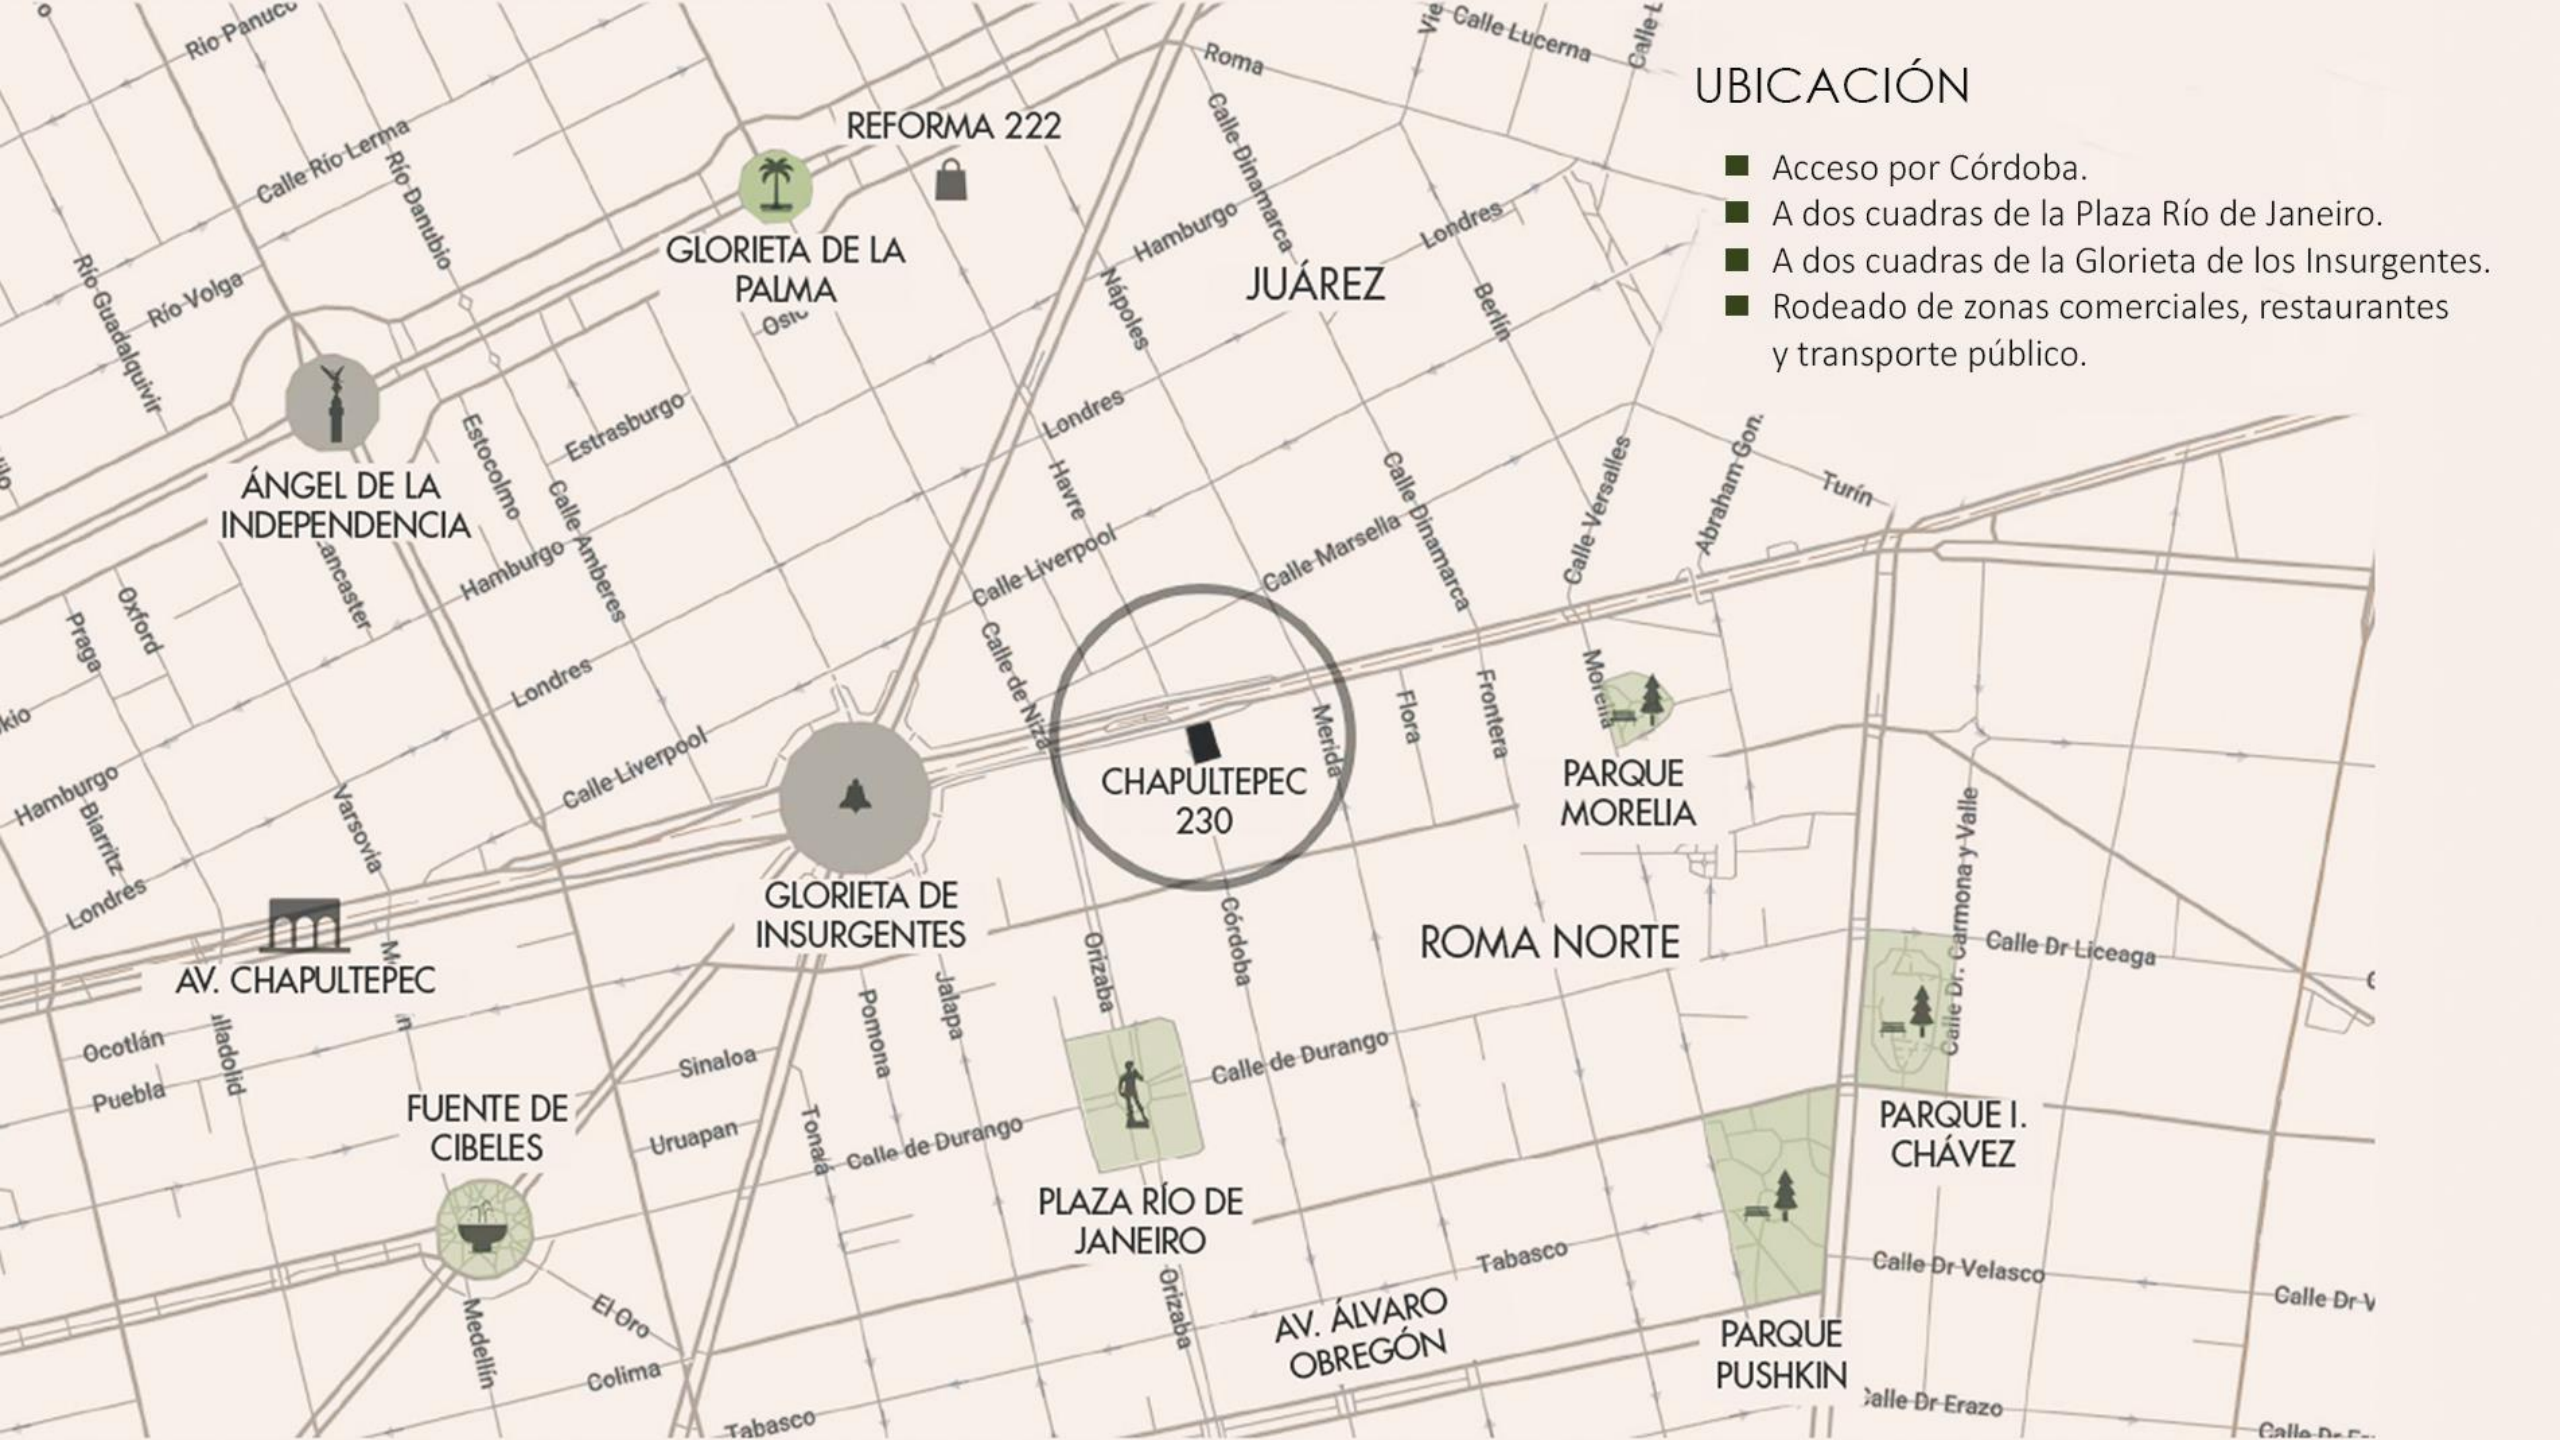 UBICACIÓN
Acceso por Córdoba.
A dos cuadras de la Plaza Río de Janeiro.
A dos cuadras de la Glorieta de los Insurgentes.
Rodeado de zonas comerciales, restaurantes
y transporte público.
Rio Panuco
Roma
Calle Lucerna
REFORMA 222
Calle Río Lerma
Río Danubio
Calle Dinamarca
Hamburgo
Londres
GLORIETA DE LA
PALMA
JUÁREZ
Río Guadalquivir
Río Volga
Nápoles
Berlín
Estrasburgo
Londres
ÁNGEL DE LA
INDEPENDENCIA
Estocolmo
Calle Amberes
Havre
Calle Dinamarca
Calle Versalles
Abraham Gon.
Turín
Hamburgo
Calle Liverpool
Calle Marsella
Oxford
Praga
Londres
Calle de Niza
Merida
Flora
Frontera
Morelia
Calle Liverpool
CHAPULTEPEC
230
PARQUE
MORELIA
Hamburgo
Biarritz
Varsovia
Londres
GLORIETA DE
INSURGENTES
Orizaba
Córdoba
ROMA NORTE
Calle Dr. Carmona y Valle
Calle Dr Liceaga
AV. CHAPULTEPEC
Ocotlán
Puebla
Sinaloa
Pomona
Jalapa
Calle de Durango
FUENTE DE
CIBELES
Uruapan
Tonalá
Calle de Durango
PARQUE I.
CHÁVEZ
PLAZA RÍO DE
JANEIRO
Tabasco
Calle Dr Velasco
Calle Dr V
Medellín
El Oro
Orizaba
AV. ÁLVARO
OBREGÓN
PARQUE
PUSHKIN
Colima
Tabasco
Calle Dr Erazo